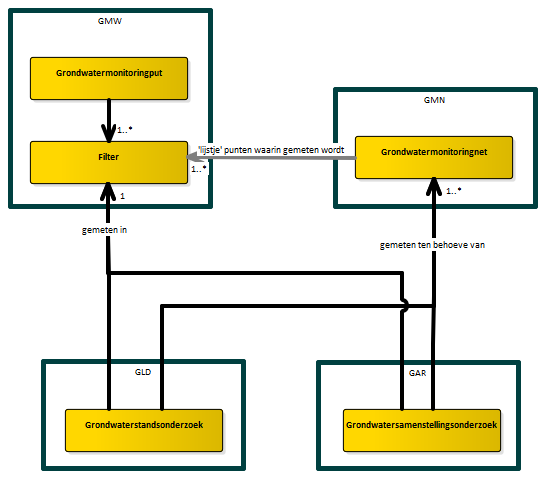 GMW
Grondwatermonitoringput
1..*
Filter
1..*
1
'lijstje' punten waarin gemeten wordt
GMN
Grondwatermonitoringnet
1..*
gemeten in
gemeten ten behoeve van
GLD
Grondwaterstandsonderzoek
GAR
Grondwatersamenstellingsonderzoek